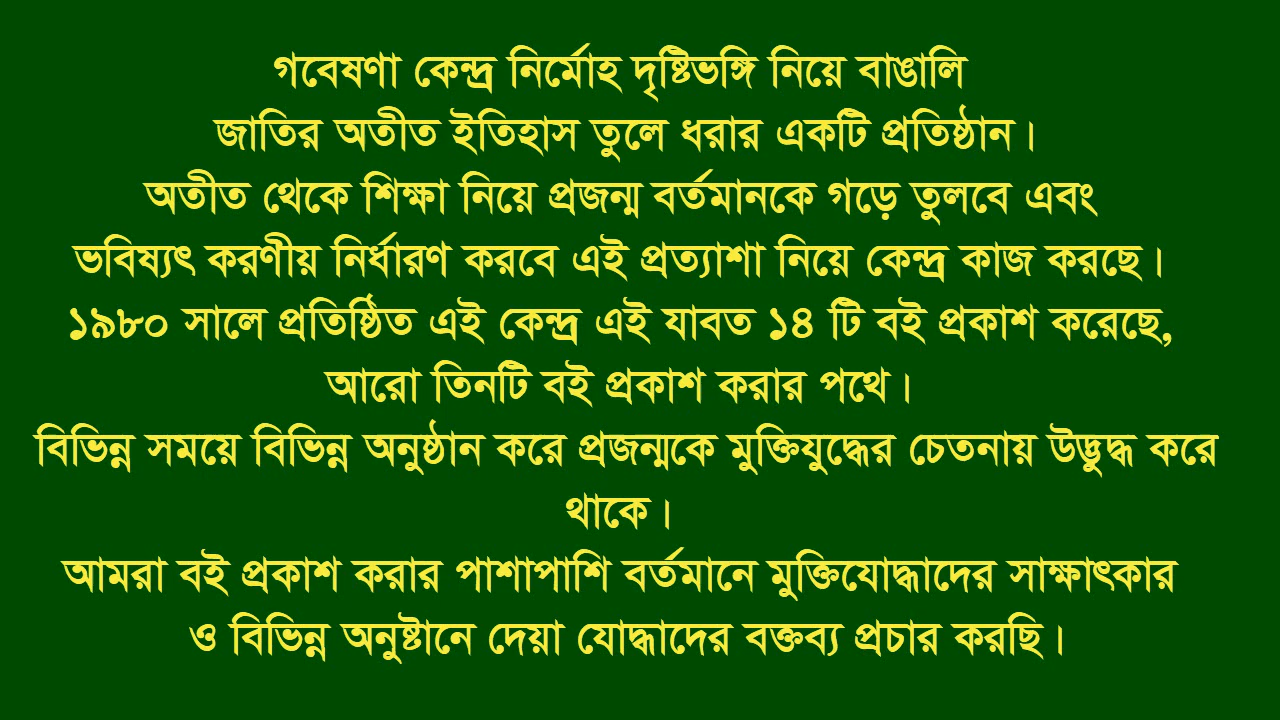 গবেষণা কেন্দ্র নির্মোহ দৃষ্টিভঙ্গি নিয়ে বাঙালি
জাতির অতীত ইতিহাস তুলে ধরার একটি প্রতিষ্ঠান।
অতীত থেকে শিক্ষা নিয়ে প্রজন্ম বর্তমানকে গড়ে তুলবে এবং
ভবিষ্যৎ করণীয় নির্ধারণ করবে এই প্রত্যাশা নিয়ে কেন্দ্র কাজ করছে।
১৯৮০ সালে প্রতিষ্ঠিত এই কেন্দ্র এই যাবত ১৪ টি বই প্রকাশ করেছে,
আরো তিনটি বই প্রকাশ করার পথে।
বিভিন্ন সময়ে বিভিন্ন অনুষ্ঠান করে প্রজন্মকে মুক্তিযুদ্ধের চেতনায় উদ্ভুদ্ধ করে
থাকে।
আমরা বই প্রকাশ করার পাশাপাশি বর্তমানে মুক্তিযোদ্ধাদের সাক্ষাৎকার
ও বিভিন্ন অনুষ্টানে দেয়া যোদ্ধাদের বক্তব্য প্রচার করছি।